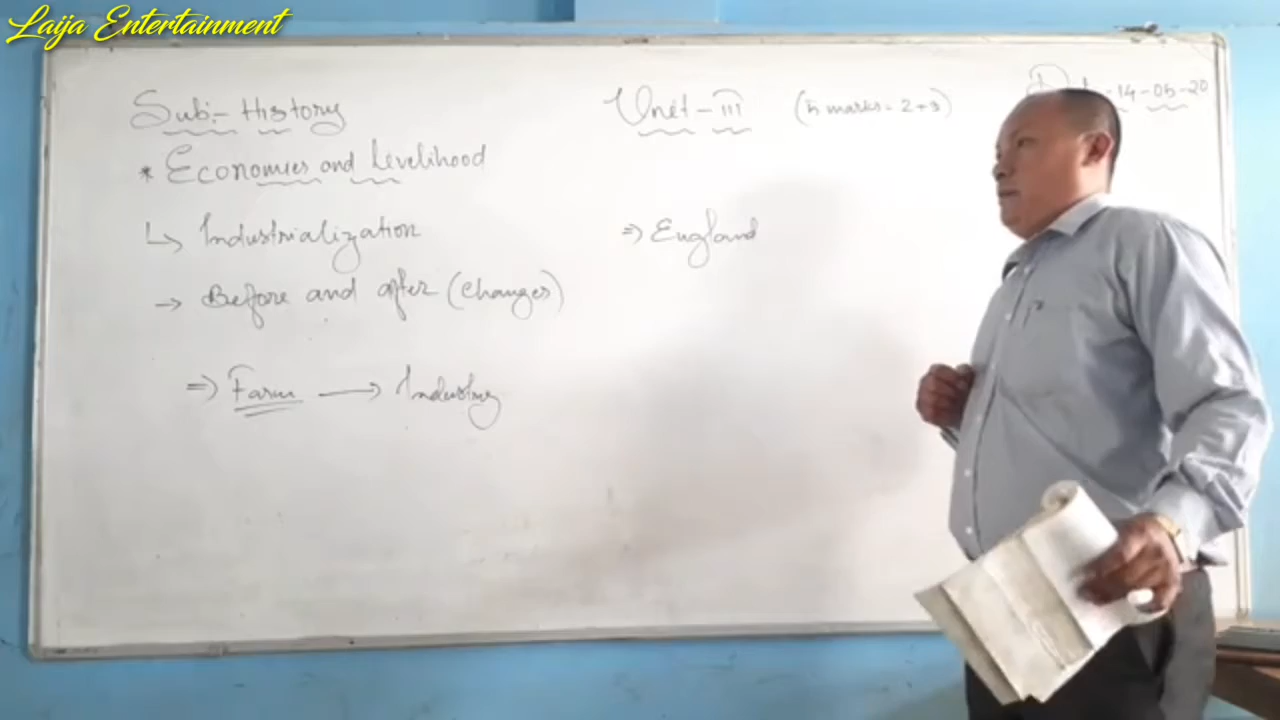 Laija Entertainment
Sub:- History
Unit - III (5 marks = 2+3)
-14-05-20
* Economies and Livelihood
↳ Industrialization
⇒ England
→ Before and after (changes)
⇒ Farm → Industry